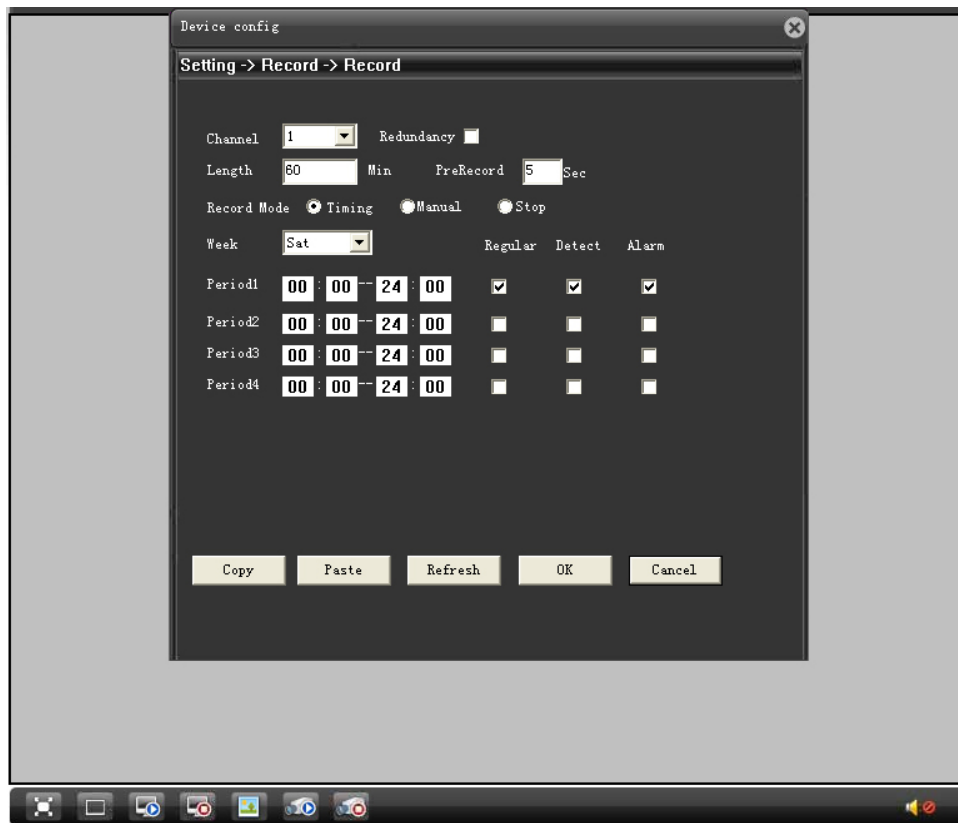 Device config
Setting -> Record -> Record
Channel 1 Redundancy
Length 60 Min PreRecord 5 Sec
Record Mode Timing Manual Stop
Week Sat Regular Detect Alarm
Period1 00 : 00 -- 24 : 00
Period2 00 : 00 -- 24 : 00
Period3 00 : 00 -- 24 : 00
Period4 00 : 00 -- 24 : 00
Copy Paste Refresh OK Cancel